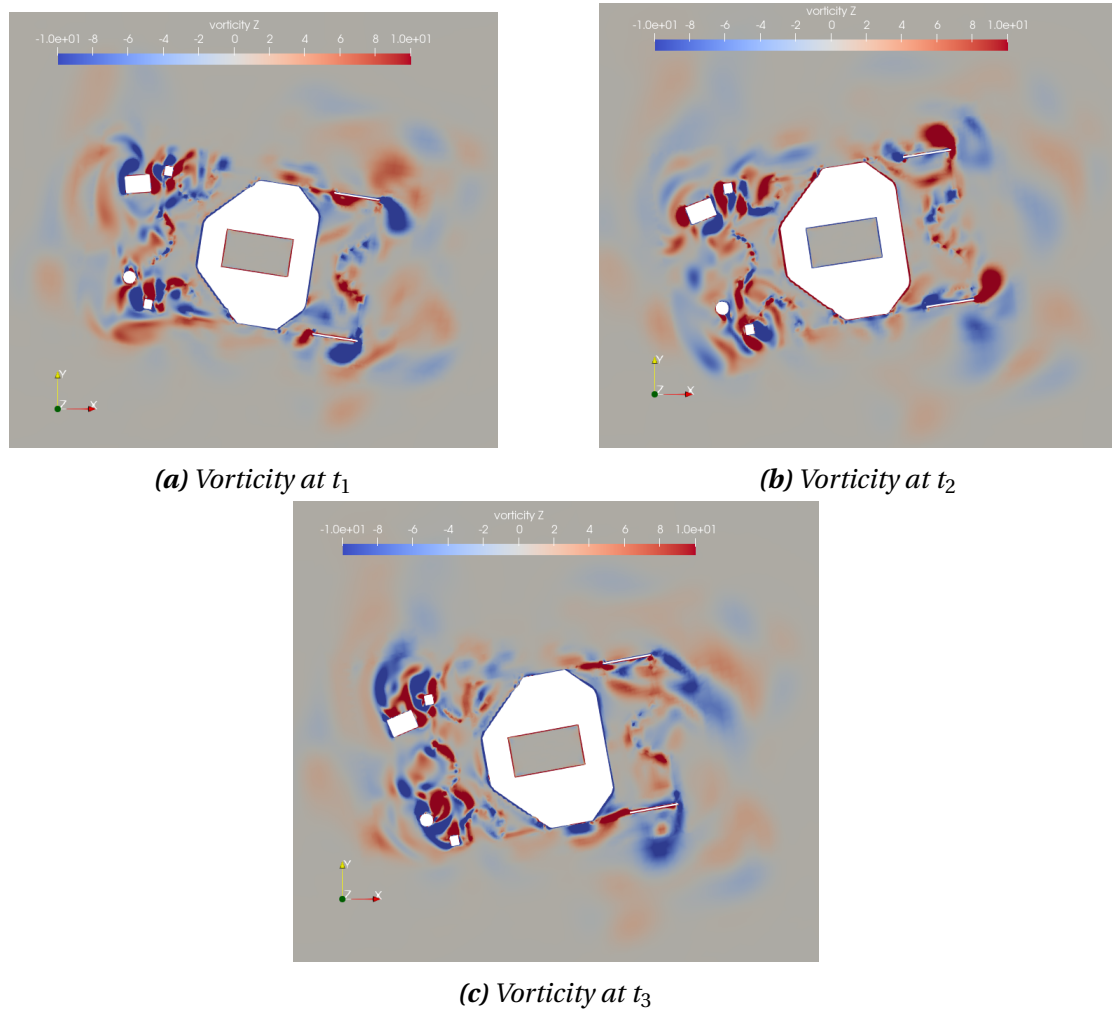 vorticity Z
-1.0e+01 -8 -6 -4 -2 0 2 4 6 8 1.0e+01
Y
Z X
(a) Vorticity at t₁
vorticity Z
-1.0e+01 -8 -6 -4 -2 0 2 4 6 8 1.0e+01
Y
Z X
(b) Vorticity at t₂
vorticity Z
-1.0e+01 -8 -6 -4 -2 0 2 4 6 8 1.0e+01
Y
Z X
(c) Vorticity at t₃